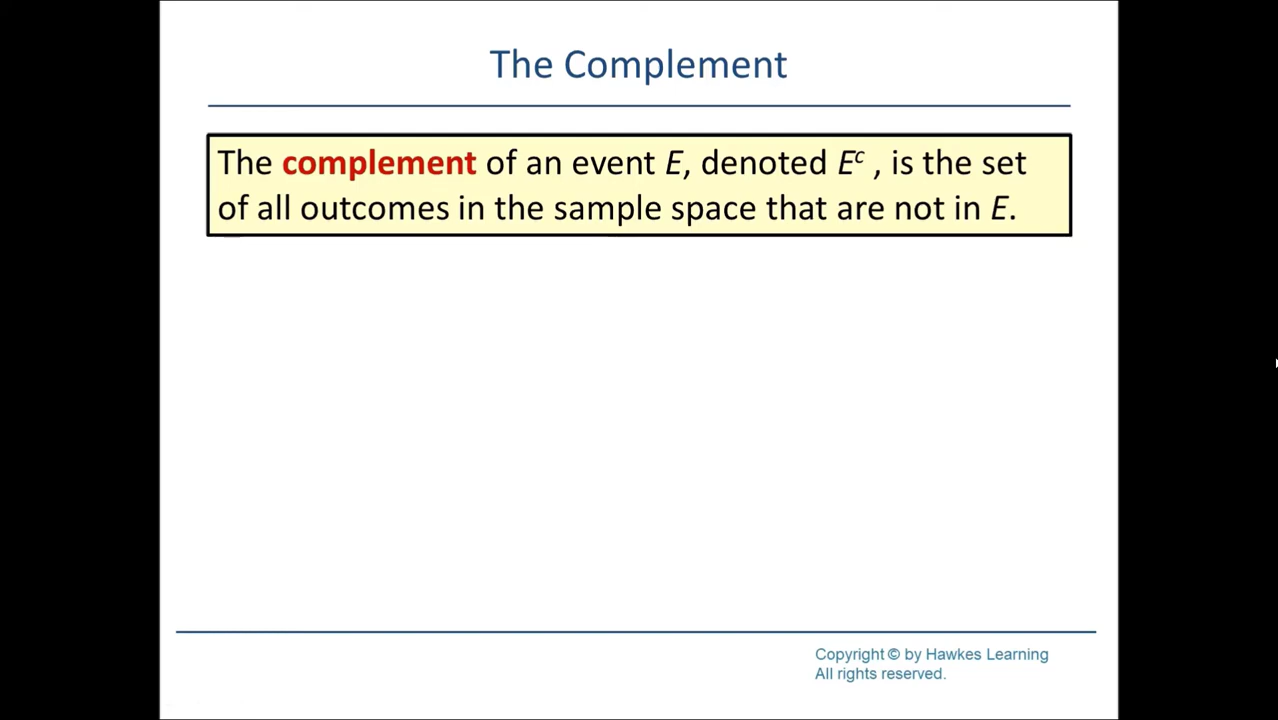 The Complement
The complement of an event E, denoted Eᶜ , is the set
of all outcomes in the sample space that are not in E.
Copyright © by Hawkes Learning
All rights reserved.